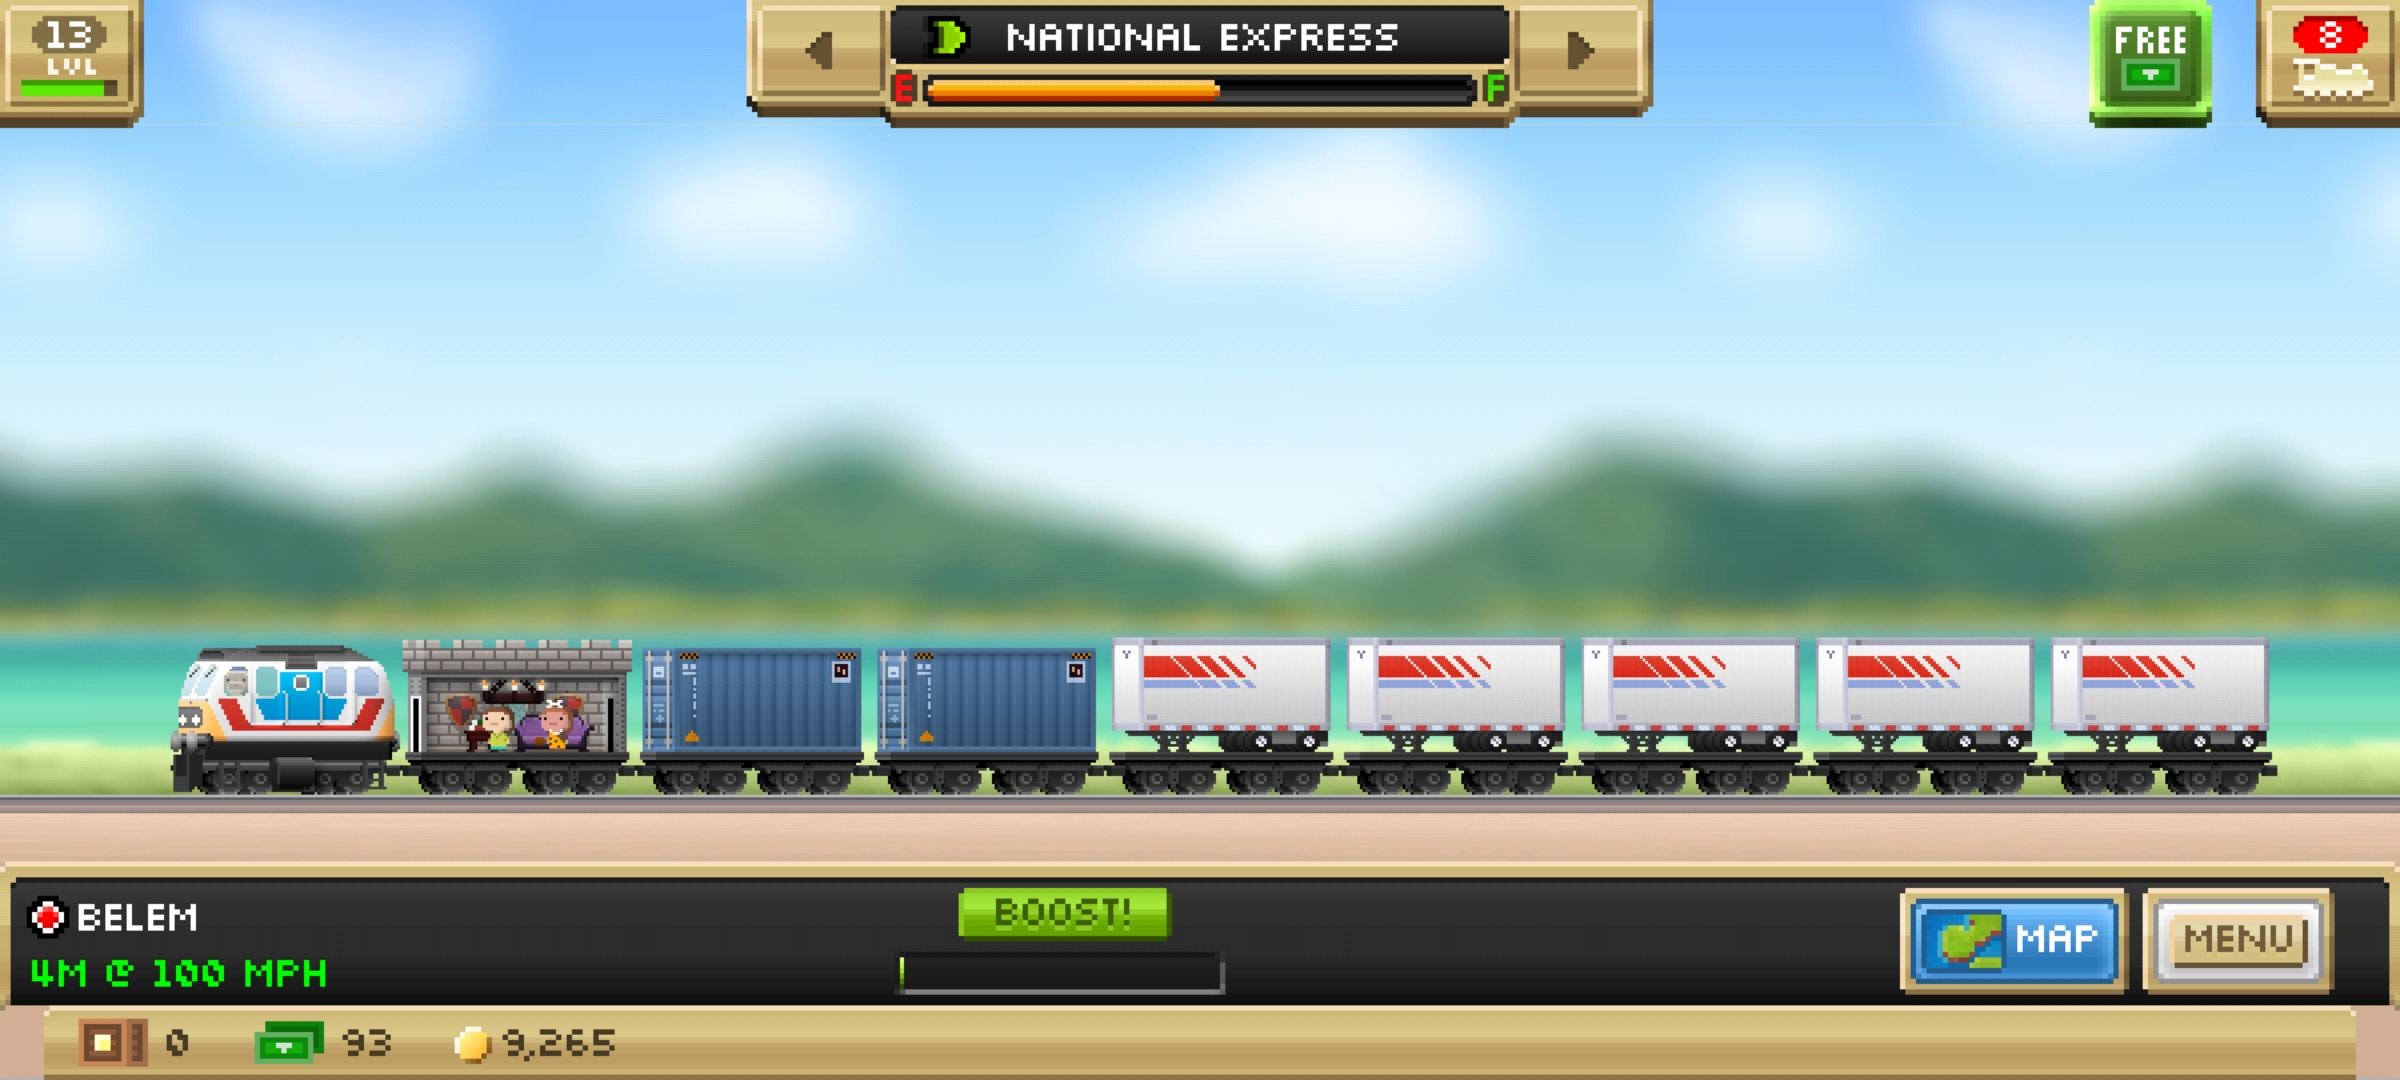 13
LVL
NATIONAL EXPRESS
E F
FREE
8
BELEM
4M @ 100 MPH
BOOST!
MAP
MENU
0 93 9,265